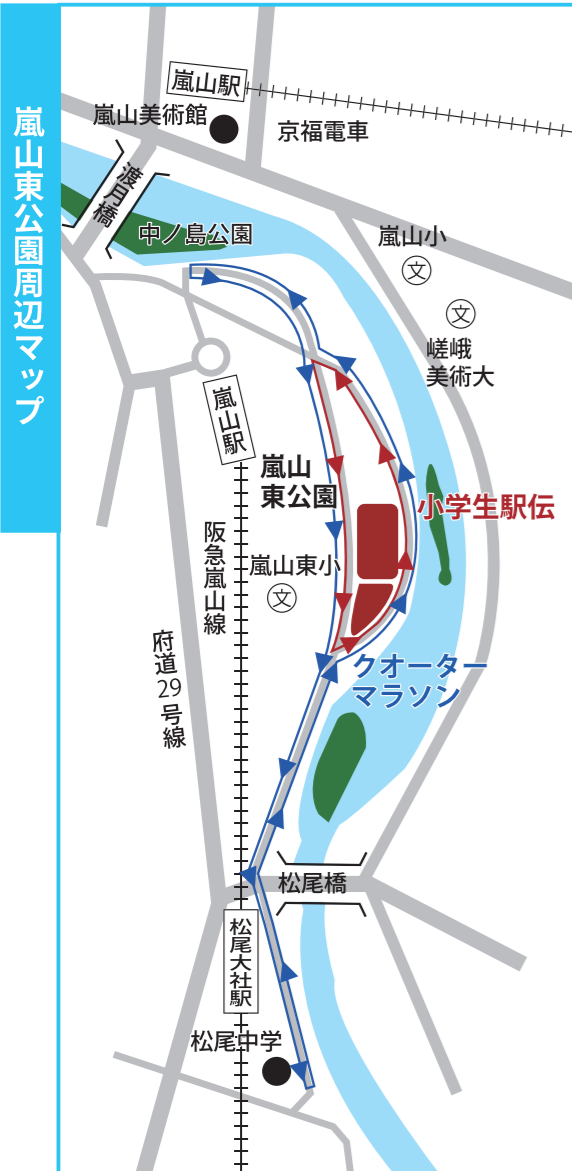 嵐山東公園周辺マップ
嵐山駅
嵐山美術館
京福電車
渡月橋
中ノ島公園
嵐山小
文
文
嵯峨
美術大
嵐山駅
嵐山
東公園
小学生駅伝
阪急嵐山線
嵐山東小
文
府道29号線
クオーター
マラソン
松尾橋
松尾大社駅
松尾中学